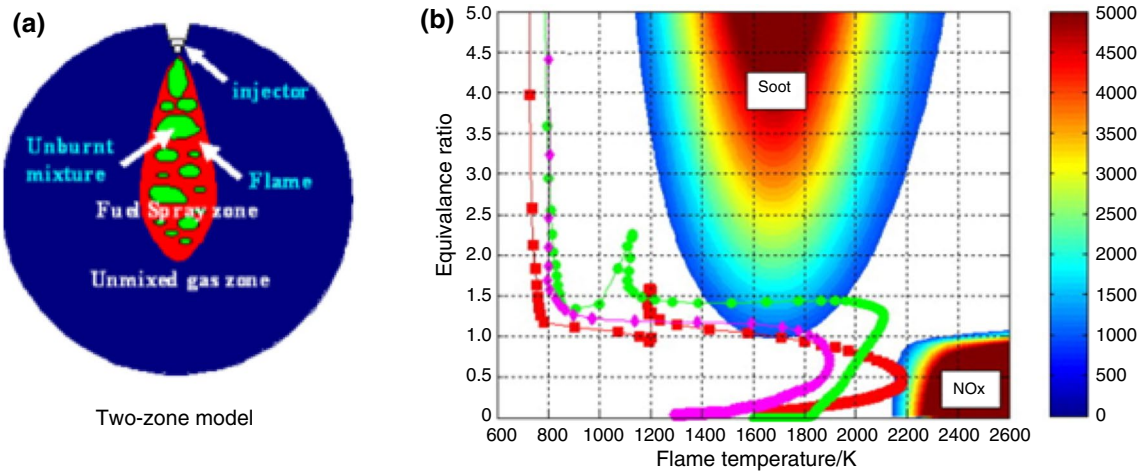 (a)
injector
Unburnt
mixture
Flame
Fuel Spray zone
Unmixed gas zone
Two-zone model
(b)
5.0
4.5
4.0
3.5
3.0
2.5
2.0
1.5
1.0
0.5
0
Equivalance ratio
Soot
NOx
600 800 1000 1200 1400 1600 1800 2000 2200 2400 2600
Flame temperature/K
5000
4500
4000
3500
3000
2500
2000
1500
1000
500
0